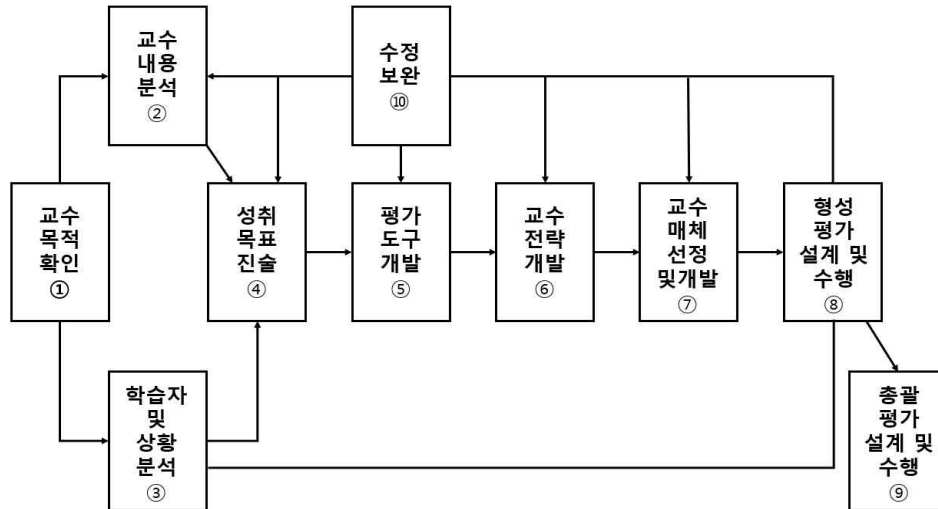 교수
내용
분석
②
수정
보완
⑩
교수
목적
확인
①
성취
목표
진술
④
평가
도구
개발
⑤
교수
전략
개발
⑥
교수
매체
선정
및개발
⑦
형성
평가
설계 및
수행
⑧
학습자
및
상황
분석
③
총괄
평가
설계 및
수행
⑨